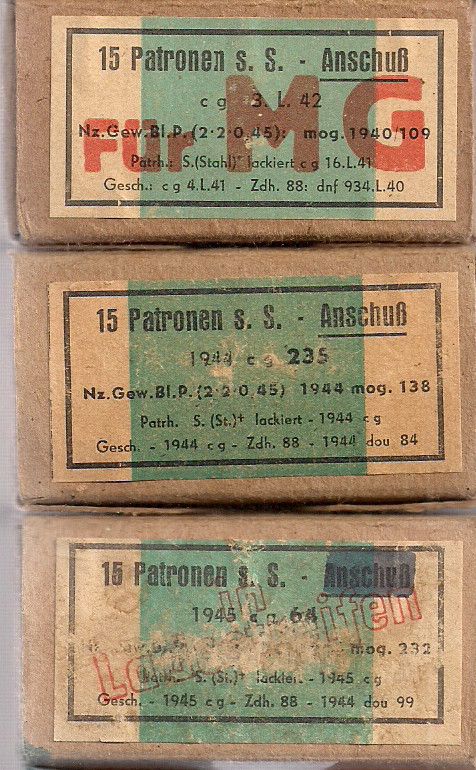 15 Patronen s. S. - Anschuß
Für MG
c g 3. L. 42
Nz.Gew.Bl.P.(2·2·0,45): mog. 1940/109
Patrh.: S.(Stahl)+ lackiert c g 16.L.41
Gesch.: c g 4.L.41 - Zdh. 88: dnf 934.L.40
15 Patronen s. S. - Anschuß
1944 c g 235
Nz.Gew.Bl.P.(2·2·0,45) 1944 mog. 138
Patrh. S.(St.)+ lackiert - 1944 c g
Gesch. - 1944 c g - Zdh. 88 - 1944 dou 84
15 Patronen s. S. - Anschuß
In
1945 c g 64
mog. 232
Patrh. S. (St.)+ lackiert - 1945 c g
Gesch. - 1945 c g - Zdh. 88 - 1944 dou 99